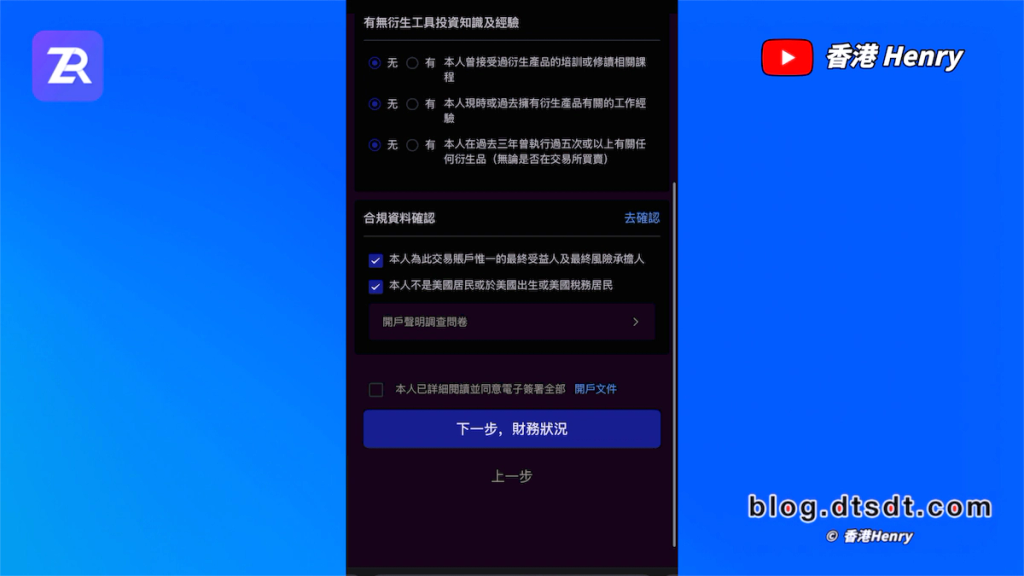 ZR
香港 Henry
有無衍生工具投資知識及經驗
无 有 本人曾接受過衍生產品的培訓或修讀相關課
程
无 有 本人現時或過去擁有衍生產品有關的工作經
驗
无 有 本人在過去三年曾執行過五次或以上有關任
何衍生品（無論是否在交易所買賣）
合規資料確認 去確認
本人為此交易賬戶惟一的最終受益人及最終風險承擔人
本人不是美國居民或於美國出生或美國稅務居民
開戶聲明調查問卷
本人已詳細閱讀並同意電子簽署全部 開戶文件
下一步，財務狀況
上一步
blog.dtsdt.com
© 香港Henry